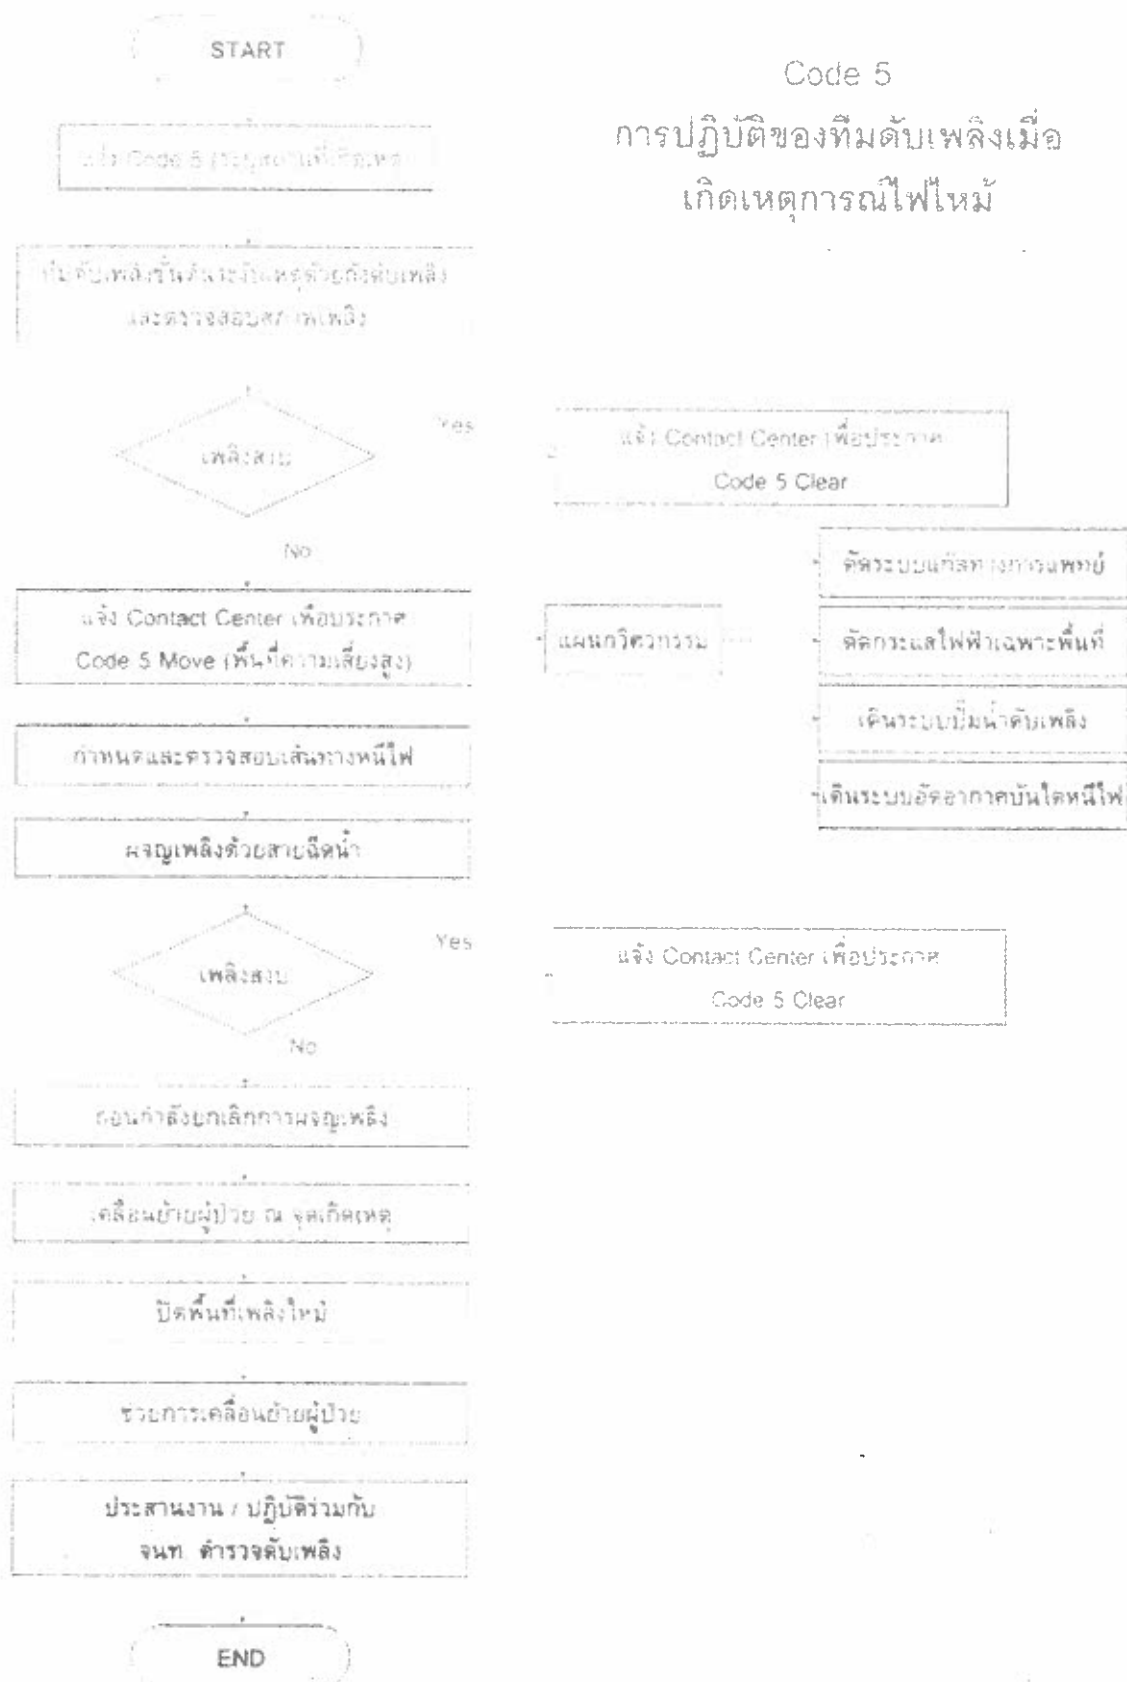 START
Code 5
การปฏิบัติของทีมดับเพลิงเมื่อ
เกิดเหตุการณ์ไฟไหม้
แจ้ง Code 5 (ระบุสถานที่เกิดเหตุ)
ทีมดับเพลิงขั้นต้นระงับเหตุด้วยถังดับเพลิง
และตรวจสอบสภาพเพลิง
เพลิงสงบ
Yes
แจ้ง Contact Center เพื่อประกาศ
Code 5 Clear
No
แจ้ง Contact Center เพื่อประกาศ
Code 5 Move (พื้นที่ความเสี่ยงสูง)
แผนกวิศวกรรม
ตัดระบบแก๊สทางการแพทย์
ตัดกระแสไฟฟ้าเฉพาะพื้นที่
เดินระบบปั๊มน้ำดับเพลิง
เดินระบบอัดอากาศบันไดหนีไฟ
กำหนดและตรวจสอบเส้นทางหนีไฟ
ผจญเพลิงด้วยสายฉีดน้ำ
เพลิงสงบ
Yes
แจ้ง Contact Center เพื่อประกาศ
Code 5 Clear
No
ถอนกำลังยกเลิกการผจญเพลิง
เคลื่อนย้ายผู้ป่วย ณ จุดเกิดเหตุ
ปิดพื้นที่เพลิงไหม้
ช่วยการเคลื่อนย้ายผู้ป่วย
ประสานงาน / ปฏิบัติร่วมกับ
จนท. ตำรวจดับเพลิง
END